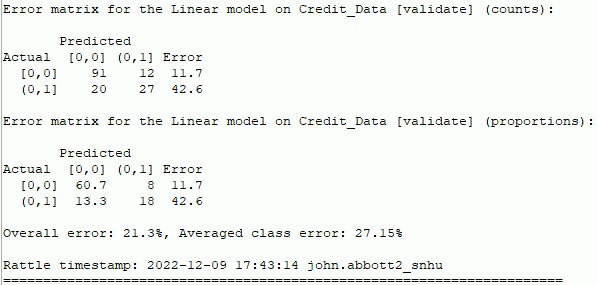 Error matrix for the Linear model on Credit_Data [validate] (counts):
Predicted
Actual [0,0] (0,1] Error
[0,0] 91 12 11.7
(0,1] 20 27 42.6
Error matrix for the Linear model on Credit_Data [validate] (proportions):
Predicted
Actual [0,0] (0,1] Error
[0,0] 60.7 8 11.7
(0,1] 13.3 18 42.6
Overall error: 21.3%, Averaged class error: 27.15%
Rattle timestamp: 2022-12-09 17:43:14 john.abbott2_snhu
======================================================================